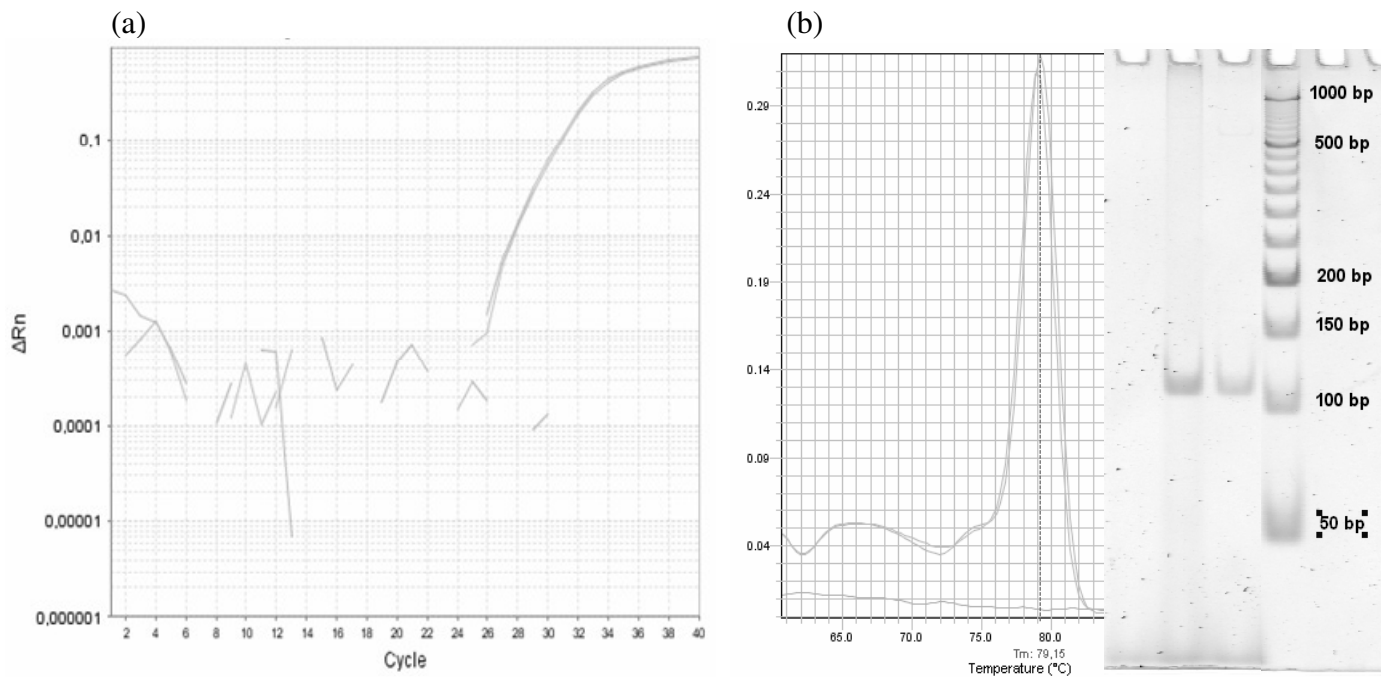 (a)
0,1
0,01
0,001
0,0001
0,00001
0,000001
ΔRn
2 4 6 8 10 12 14 16 18 20 22 24 26 28 30 32 34 36 38 40
Cycle
(b)
0.29
0.24
0.19
0.14
0.09
0.04
65.0 70.0 75.0 80.0
Tm: 79,15
Temperature (°C)
1000 bp
500 bp
200 bp
150 bp
100 bp
50 bp